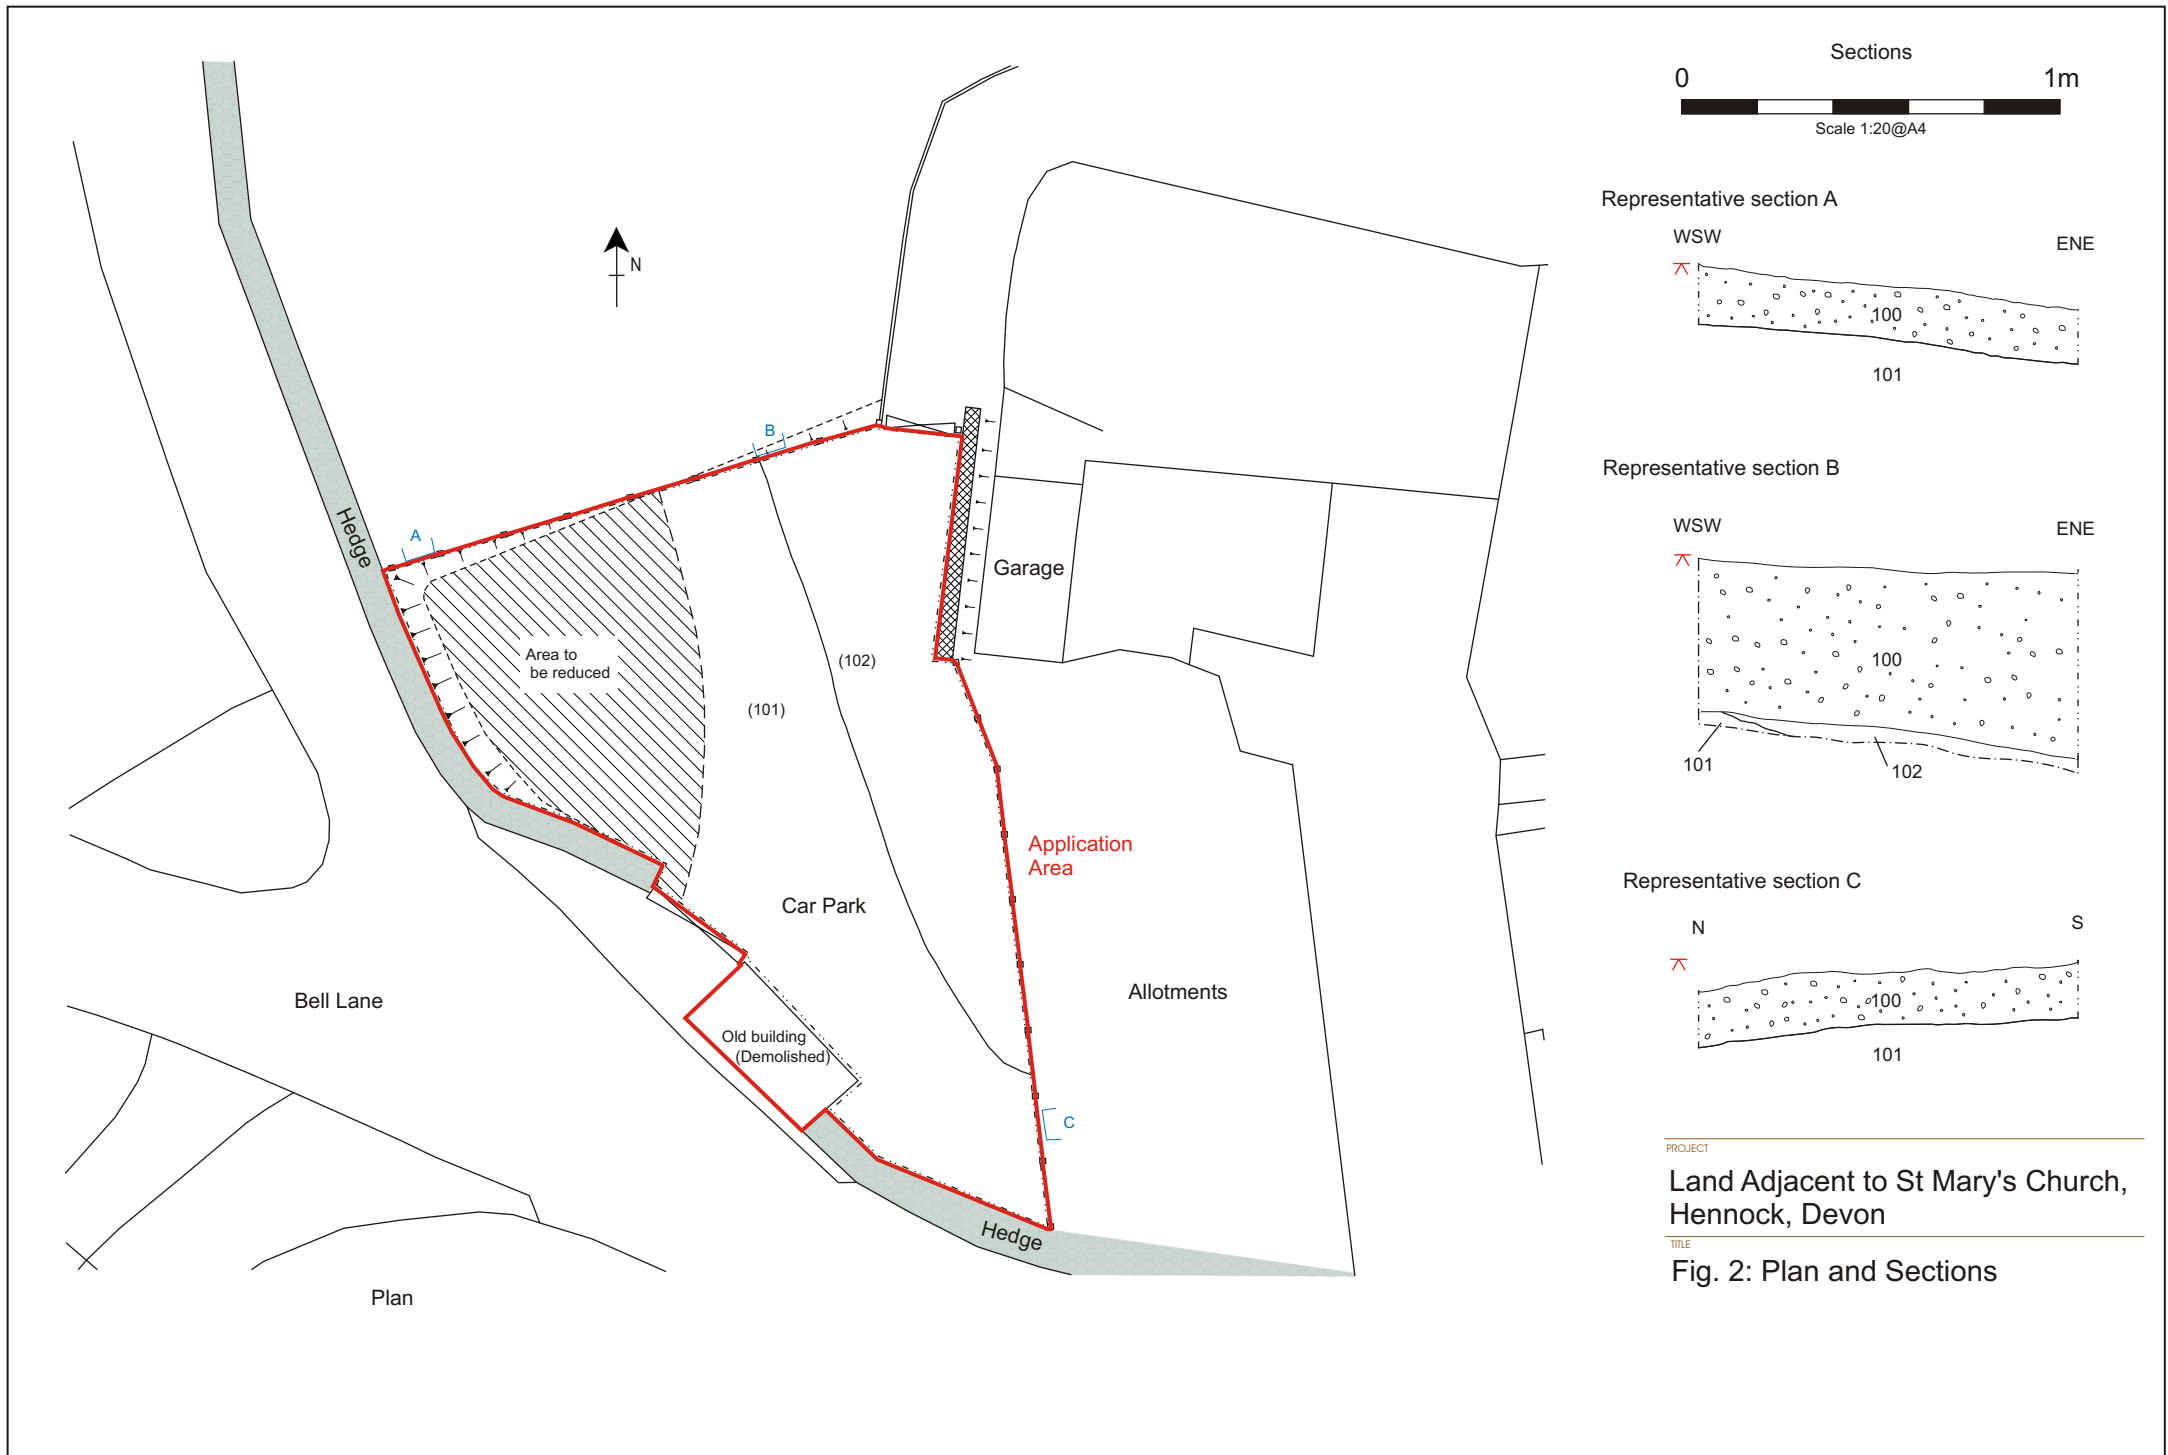 Sections
0 1m
Scale 1:20@A4
Representative section A
WSW ENE
100
101
Representative section B
WSW ENE
100
101
102
Representative section C
N S
100
101
N
B
A
Hedge
Garage
Area to
be reduced
(102)
(101)
Application
Area
Car Park
Allotments
Bell Lane
Old building
(Demolished)
C
Hedge
Plan
PROJECT
Land Adjacent to St Mary's Church,
Hennock, Devon
TITLE
Fig. 2: Plan and Sections